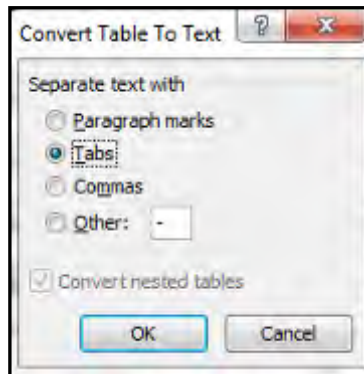 Convert Table To Text ? X
Separate text with
Paragraph marks
Tabs
Commas
Other: -
Convert nested tables
OK Cancel